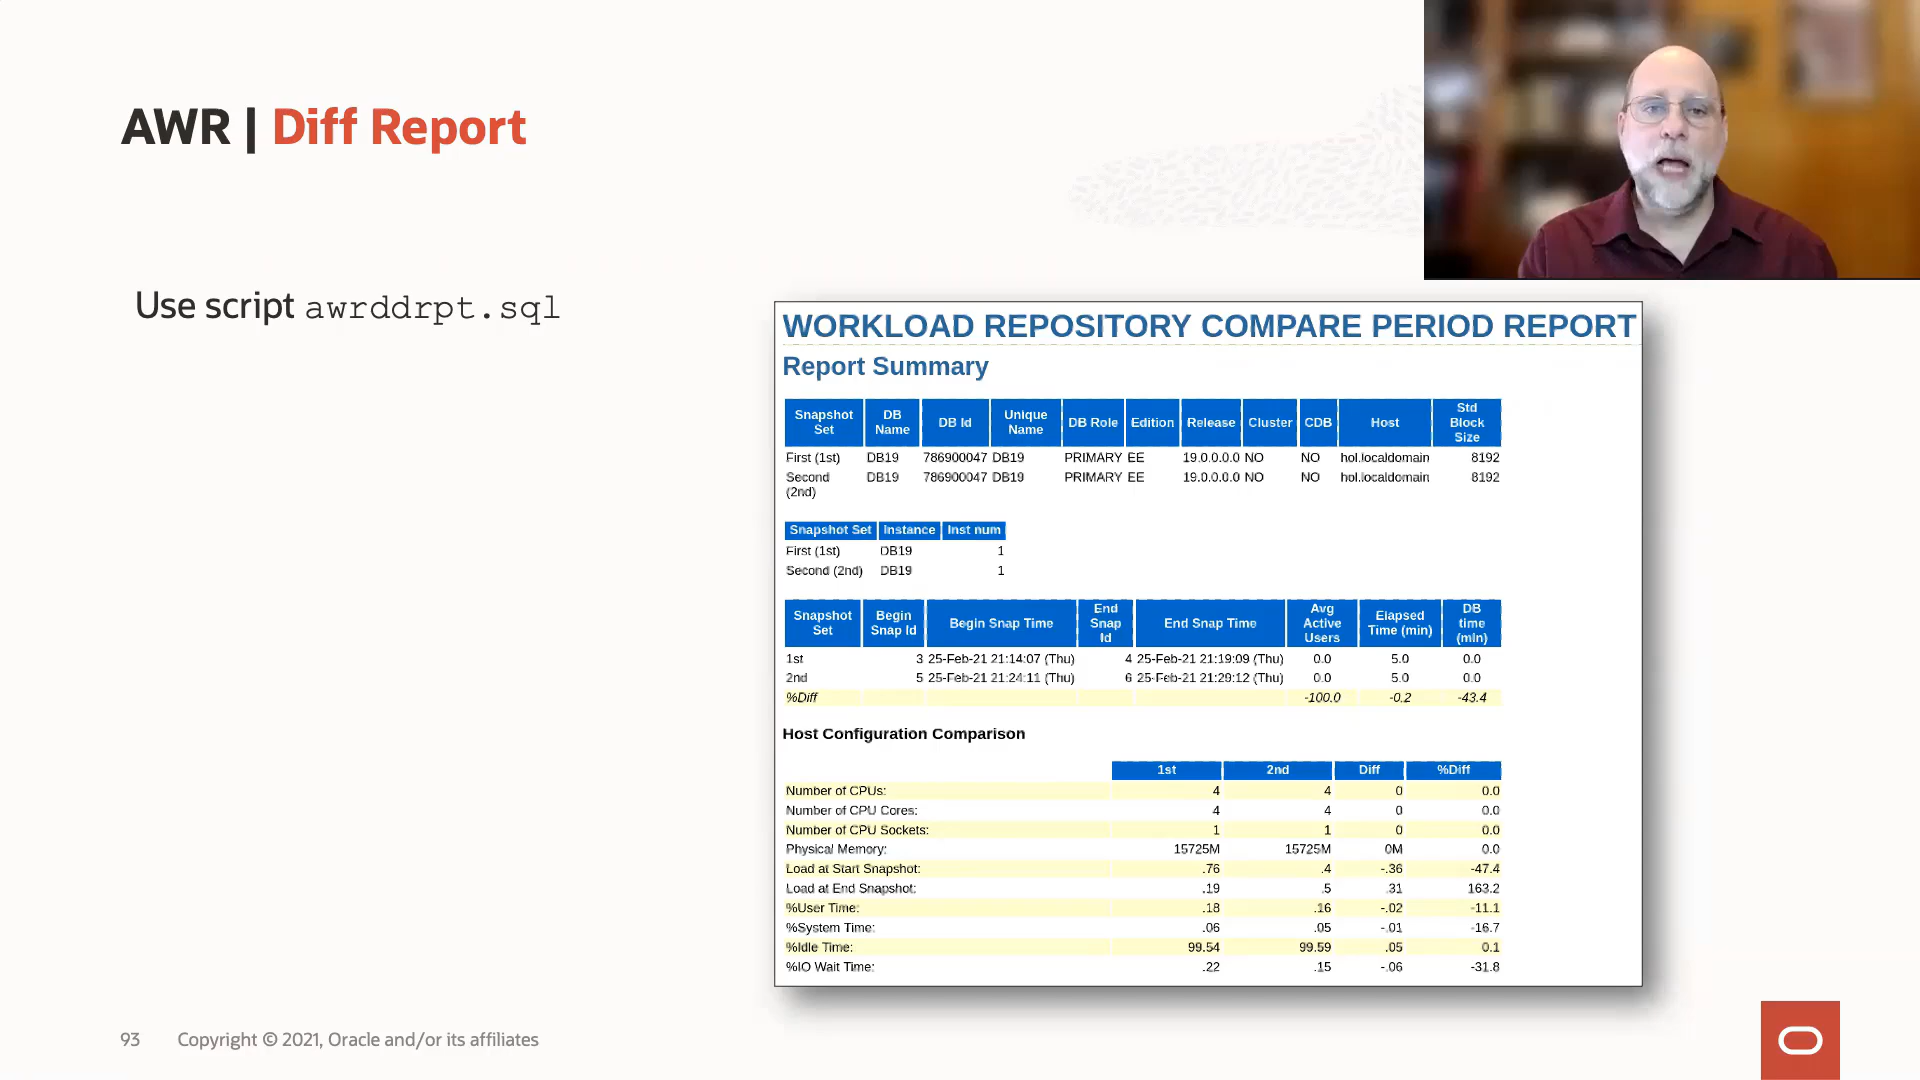 AWR | Diff Report
Use script awrddrpt.sql
WORKLOAD REPOSITORY COMPARE PERIOD REPORT
Report Summary
Snapshot Set DB Name DB Id Unique Name DB Role Edition Release Cluster CDB Host Std Block Size
First (1st) DB19 786900047 DB19 PRIMARY EE 19.0.0.0.0 NO NO hol.localdomain 8192
Second (2nd) DB19 786900047 DB19 PRIMARY EE 19.0.0.0.0 NO NO hol.localdomain 8192
Snapshot Set Instance Inst num
First (1st) DB19 1
Second (2nd) DB19 1
Snapshot Set Begin Snap Id Begin Snap Time End Snap Id End Snap Time Avg Active Users Elapsed Time (min) DB time (min)
1st 3 25-Feb-21 21:14:07 (Thu) 4 25-Feb-21 21:19:09 (Thu) 0.0 5.0 0.0
2nd 5 25-Feb-21 21:24:11 (Thu) 6 25-Feb-21 21:29:12 (Thu) 0.0 5.0 0.0
%Diff -100.0 -0.2 -43.4
Host Configuration Comparison
1st 2nd Diff %Diff
Number of CPUs: 4 4 0 0.0
Number of CPU Cores: 4 4 0 0.0
Number of CPU Sockets: 1 1 0 0.0
Physical Memory: 15725M 15725M 0M 0.0
Load at Start Snapshot: .76 .4 -.36 -47.4
Load at End Snapshot: .19 .5 .31 163.2
%User Time: .18 .16 -.02 -11.1
%System Time: .06 .05 -.01 -16.7
%Idle Time: 99.54 99.59 .05 0.1
%IO Wait Time: .22 .15 -.06 -31.8
93 Copyright © 2021, Oracle and/or its affiliates